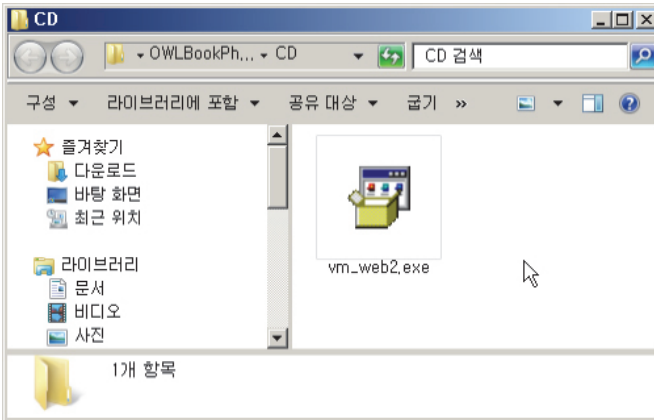 CD
OWLBookPh... CD
CD 검색
구성 라이브러리에 포함 공유 대상 굽기 »
즐겨찾기
다운로드
바탕 화면
최근 위치
라이브러리
문서
비디오
사진
vm_web2.exe
1개 항목